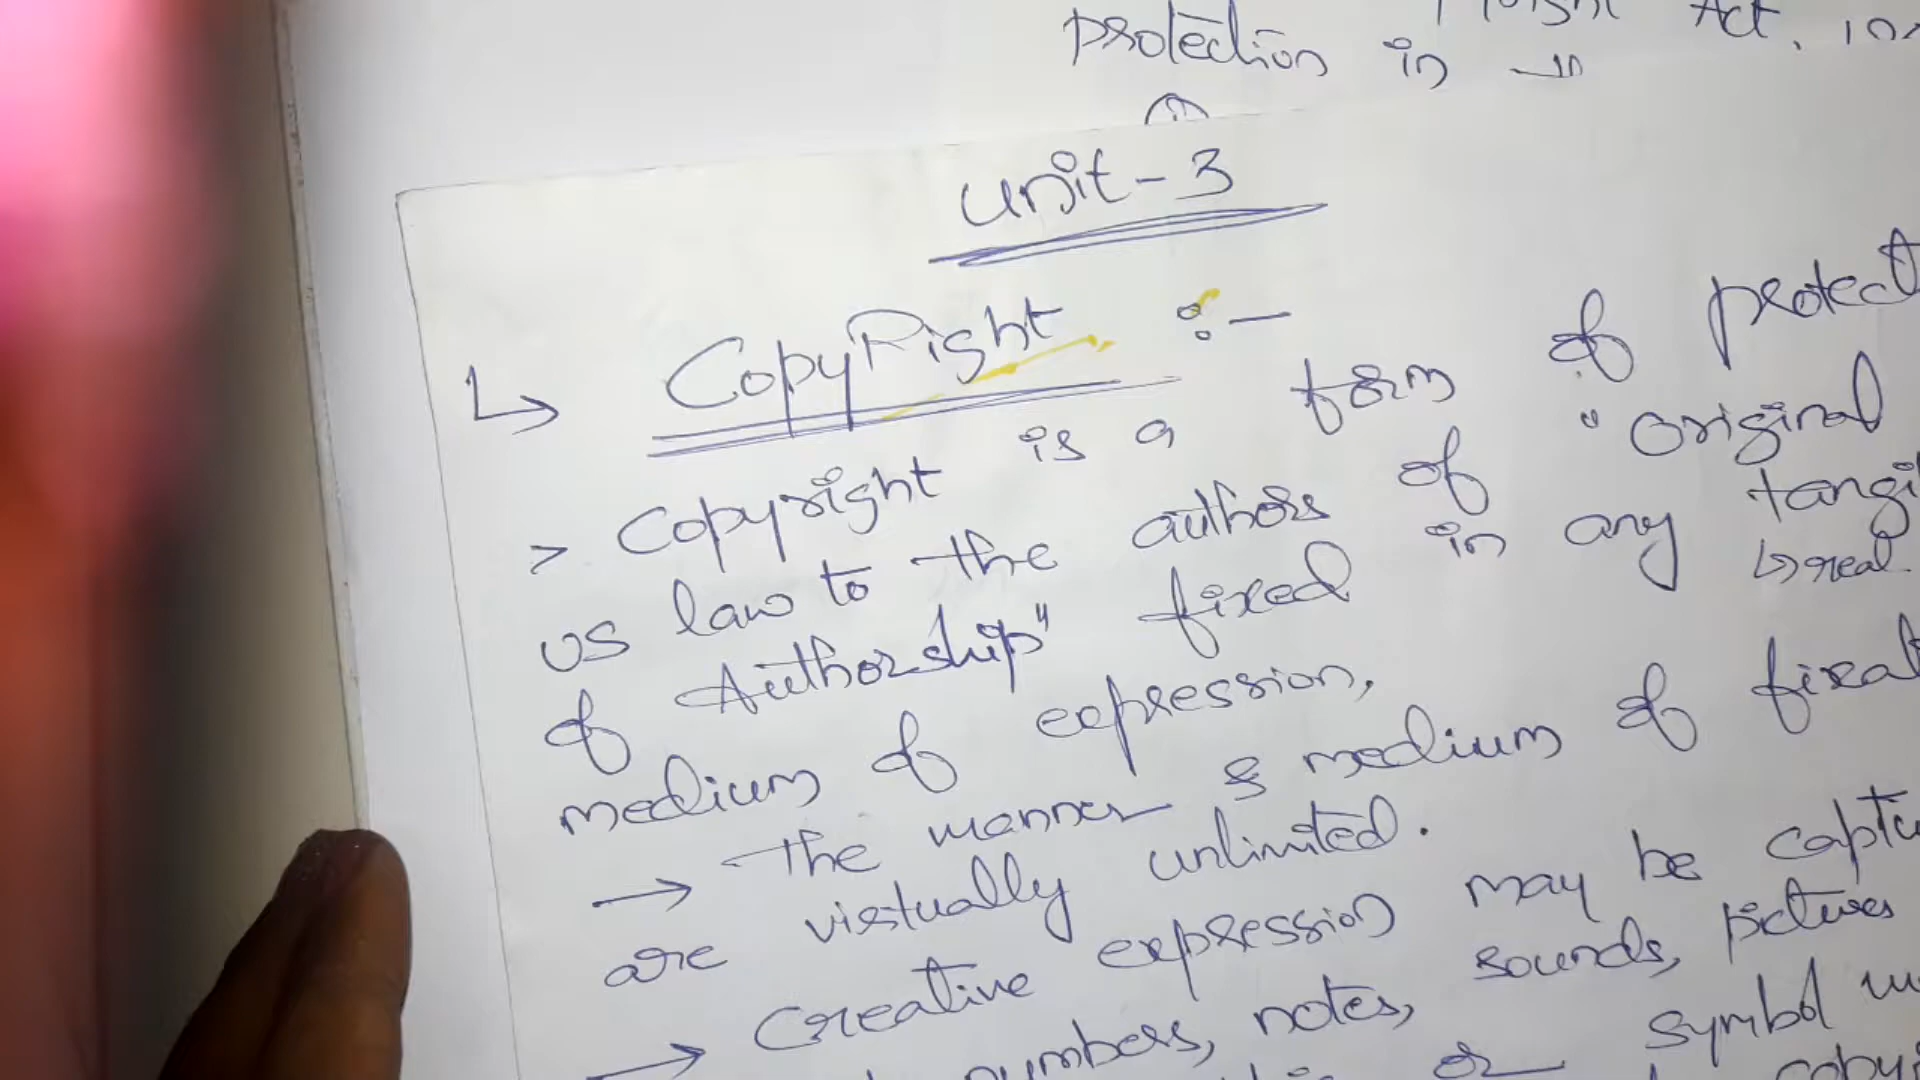 protection in
Act,
Unit-3
CopyRight :-
> Copyright is a form of protect
US law to the authors of "Original
of Authorship" fixed in any tangi
medium of expression. ↳ real
→ The manner & medium of fixat
are virtually unlimited.
→ Creative expression may be captu
numbers, notes, sounds, pictures
or symbol